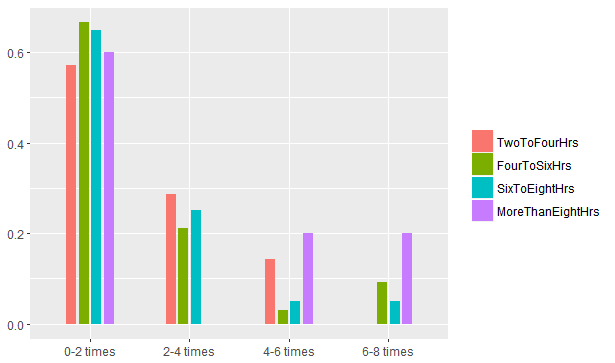 0.6
0.4
0.2
0.0
0-2 times
2-4 times
4-6 times
6-8 times
TwoToFourHrs
FourToSixHrs
SixToEightHrs
MoreThanEightHrs